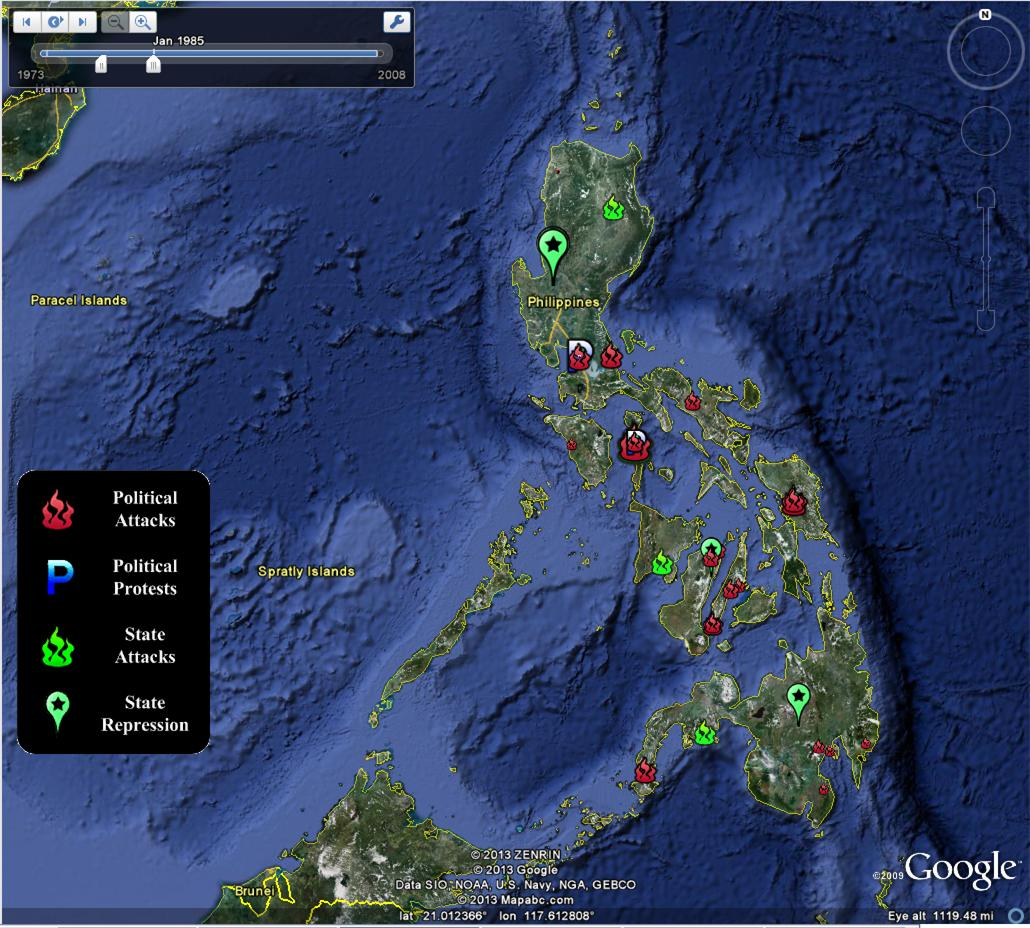 Jan 1985
1973
2008
Hainan
N
Paracel Islands
Philippines
P
P
Political
Attacks
P
Political
Protests
State
Attacks
State
Repression
Spratly Islands
Brunei
© 2013 ZENRIN
© 2013 Google
Data SIO, NOAA, U.S. Navy, NGA, GEBCO
© 2013 Mapabc.com
©2009 Google™
lat 21.012366° lon 117.612808°
Eye alt 1119.48 mi